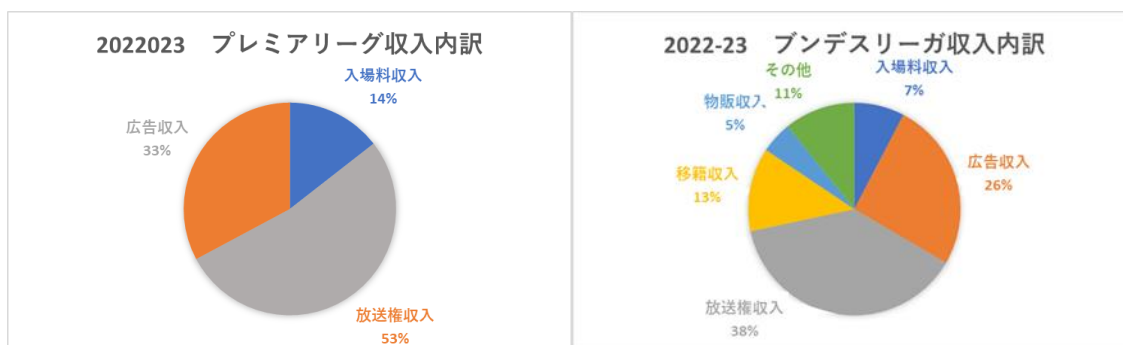 2022023　プレミアリーグ収入内訳
入場料収入
14%
広告収入
33%
放送権収入
53%
2022-23　ブンデスリーガ収入内訳
その他
11%
入場料収入
7%
物販収入
5%
広告収入
26%
移籍収入
13%
放送権収入
38%